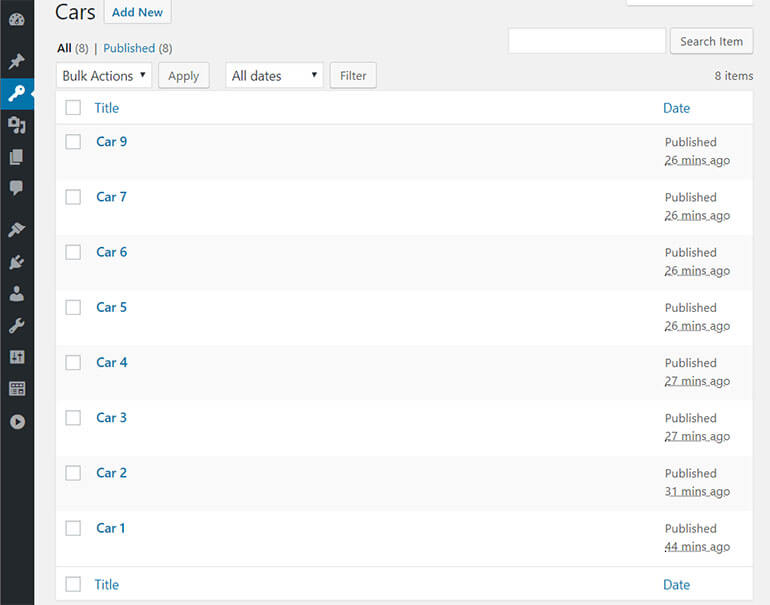 Cars Add New
All (8) | Published (8)
Search Item
Bulk Actions Apply All dates Filter 8 items
Title Date
Car 9 Published
26 mins ago
Car 7 Published
26 mins ago
Car 6 Published
26 mins ago
Car 5 Published
26 mins ago
Car 4 Published
27 mins ago
Car 3 Published
27 mins ago
Car 2 Published
31 mins ago
Car 1 Published
44 mins ago
Title Date